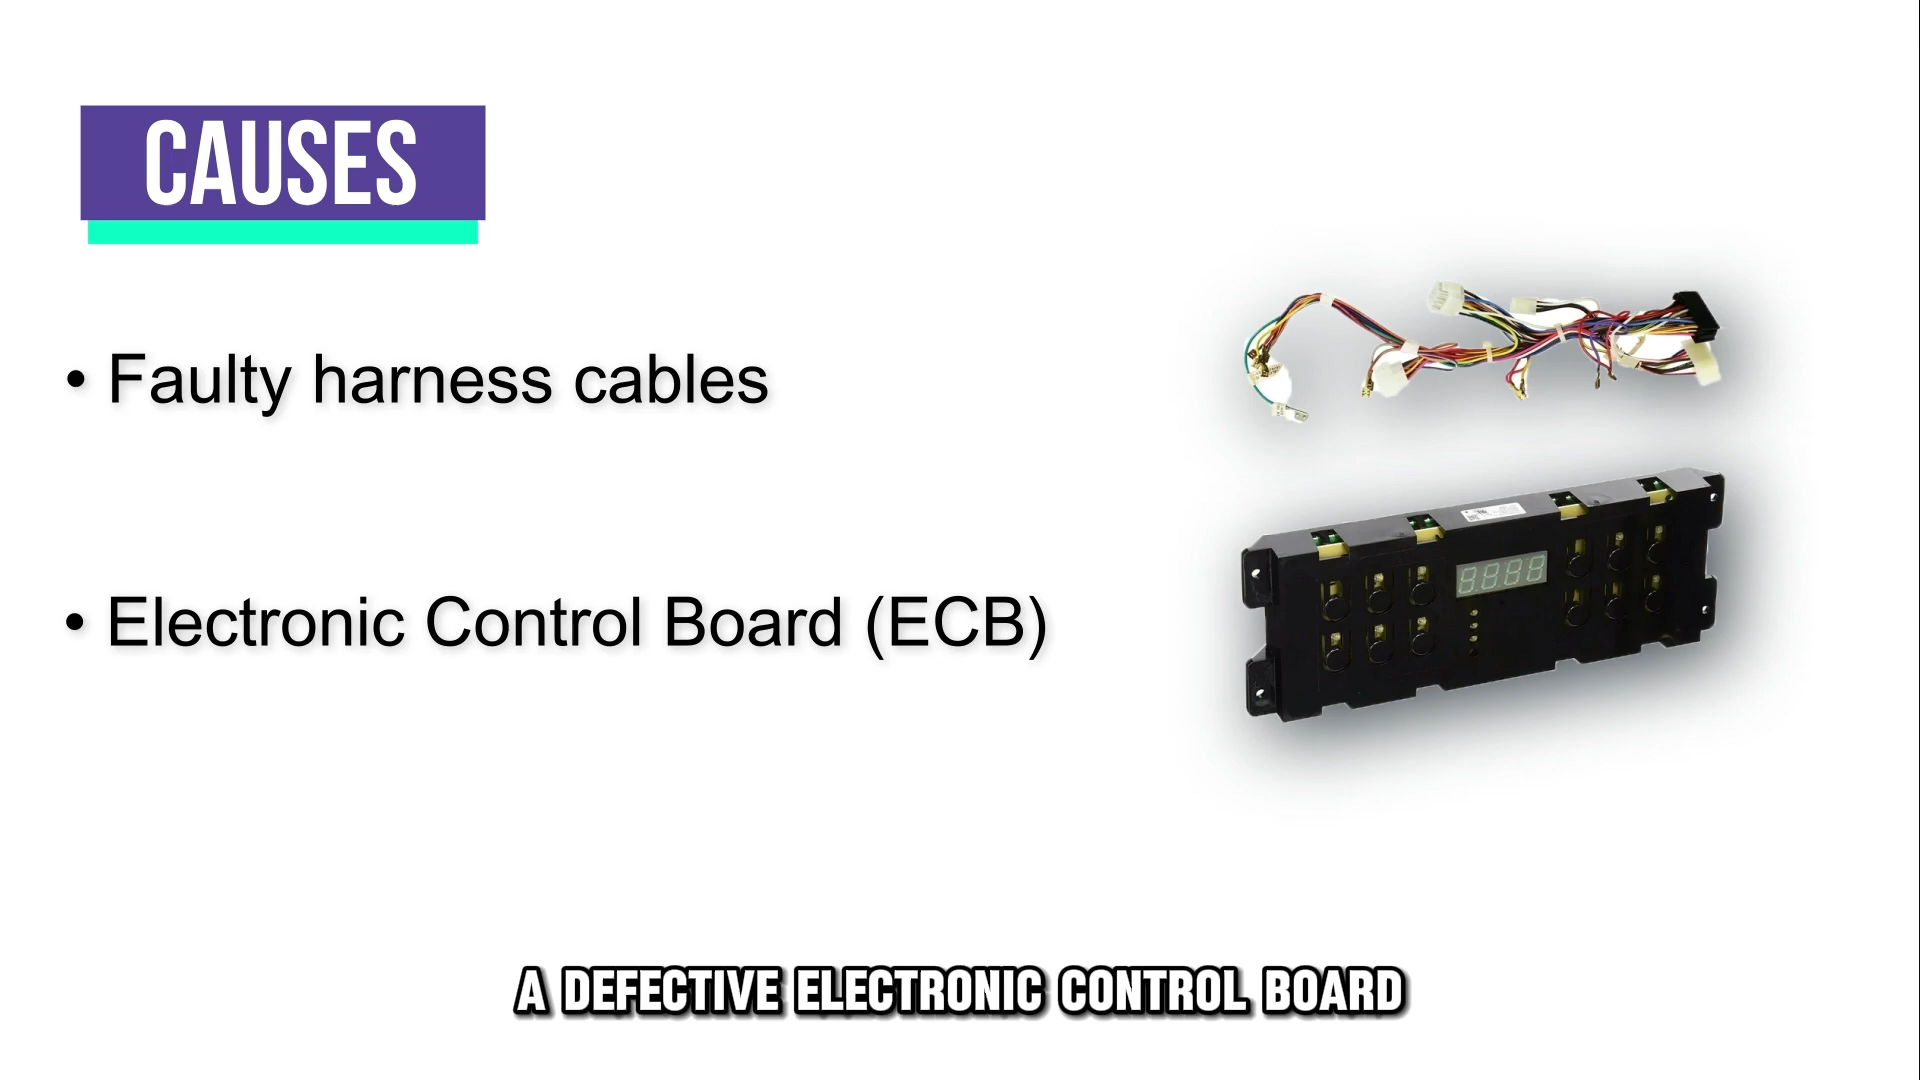 CAUSES
• Faulty harness cables
• Electronic Control Board (ECB)
A DEFECTIVE ELECTRONIC CONTROL BOARD